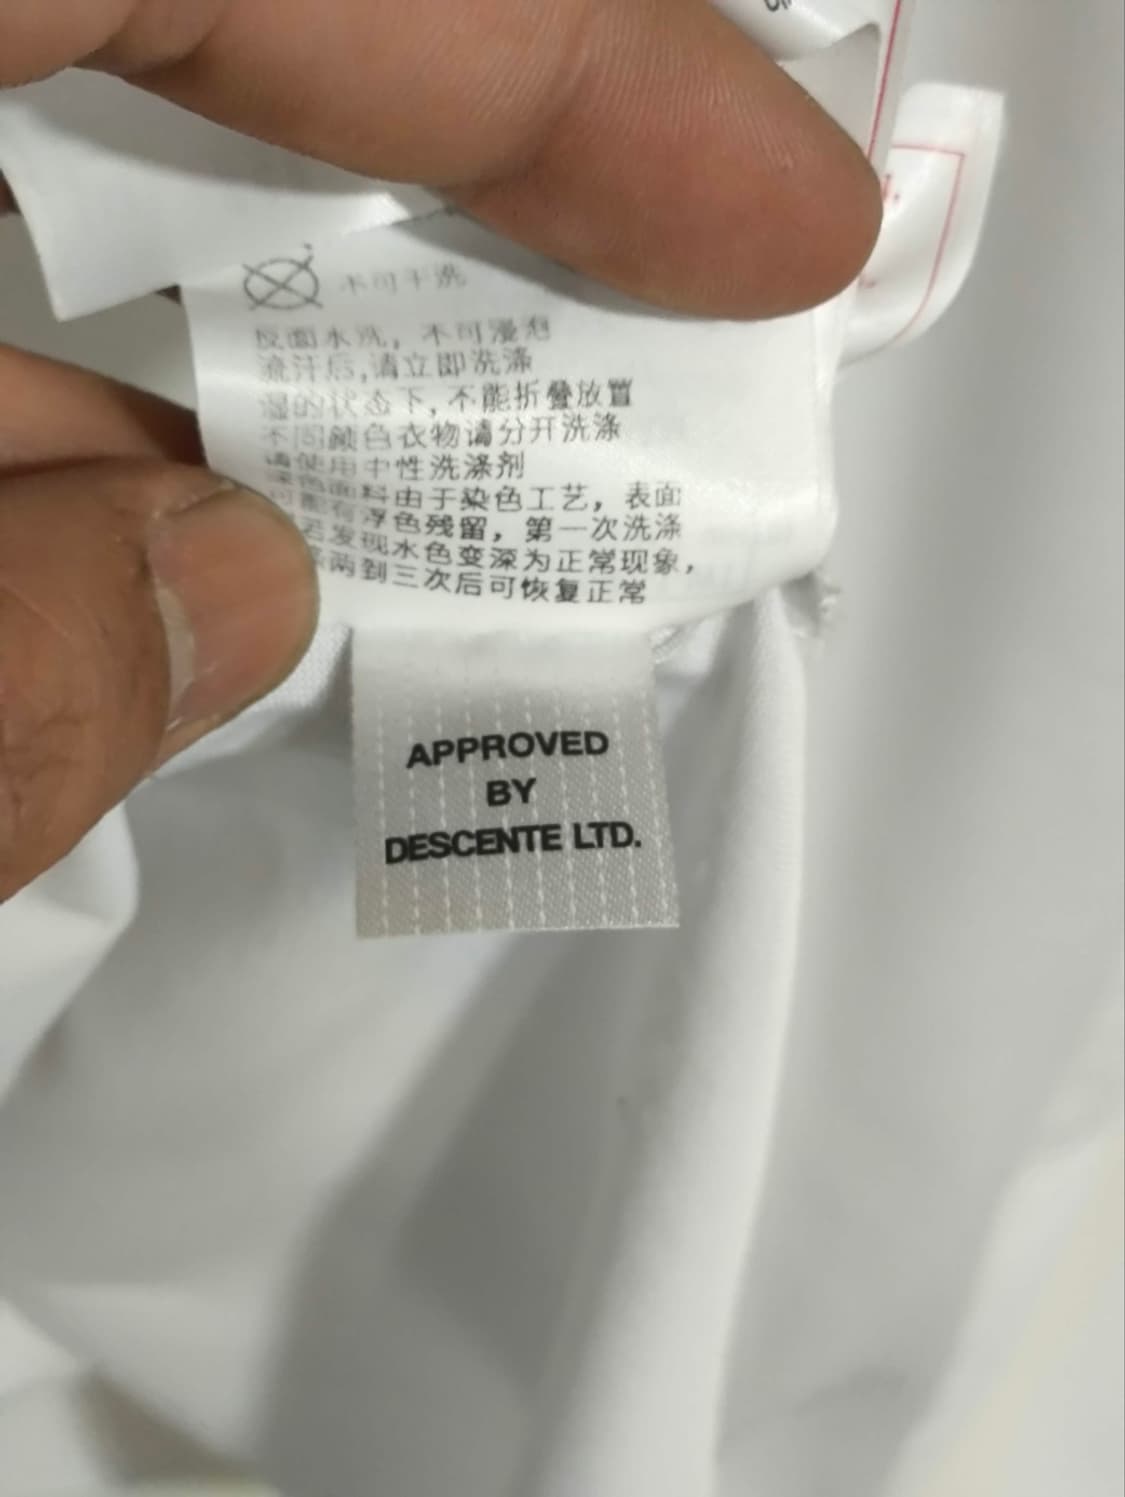 不可干洗
反面水洗，不可浸泡
流汗后,请立即洗涤
湿的状态下,不能折叠放置
不同颜色衣物请分开洗涤
请使用中性洗涤剂
深色面料由于染色工艺，表面
可能有浮色残留，第一次洗涤
若发现水色变深为正常现象，
两到三次后可恢复正常
APPROVED
BY
DESCENTE LTD.